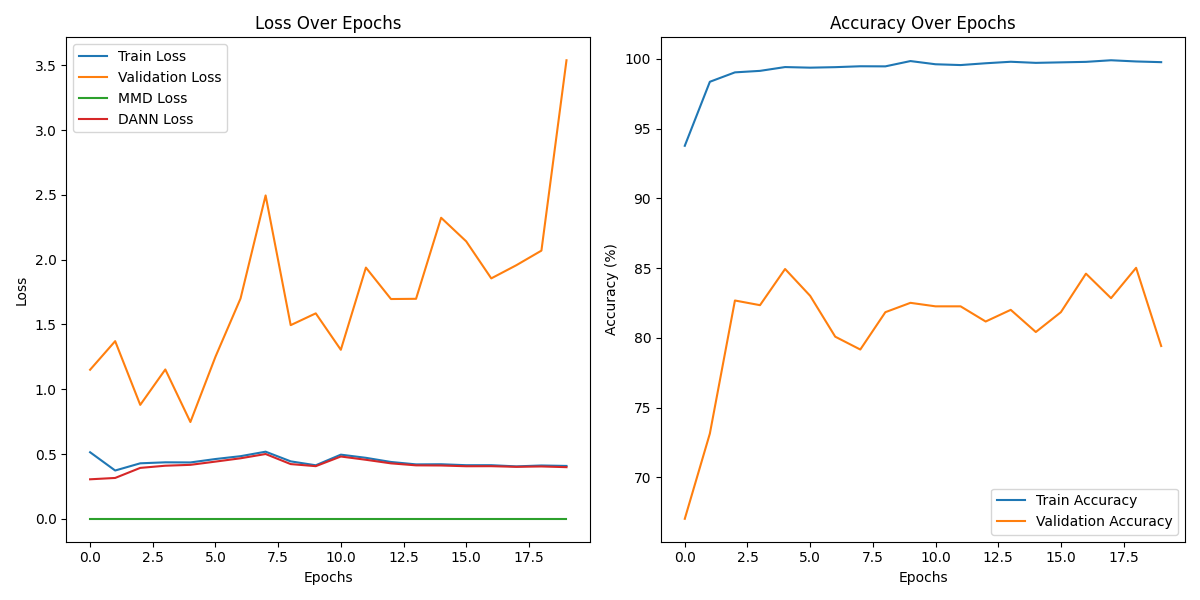 Loss Over Epochs
Train Loss
Validation Loss
MMD Loss
DANN Loss
3.5
3.0
2.5
2.0
1.5
1.0
0.5
0.0
Loss
0.0 2.5 5.0 7.5 10.0 12.5 15.0 17.5
Epochs
Accuracy Over Epochs
100
95
90
85
80
75
70
Accuracy (%)
Train Accuracy
Validation Accuracy
0.0 2.5 5.0 7.5 10.0 12.5 15.0 17.5
Epochs